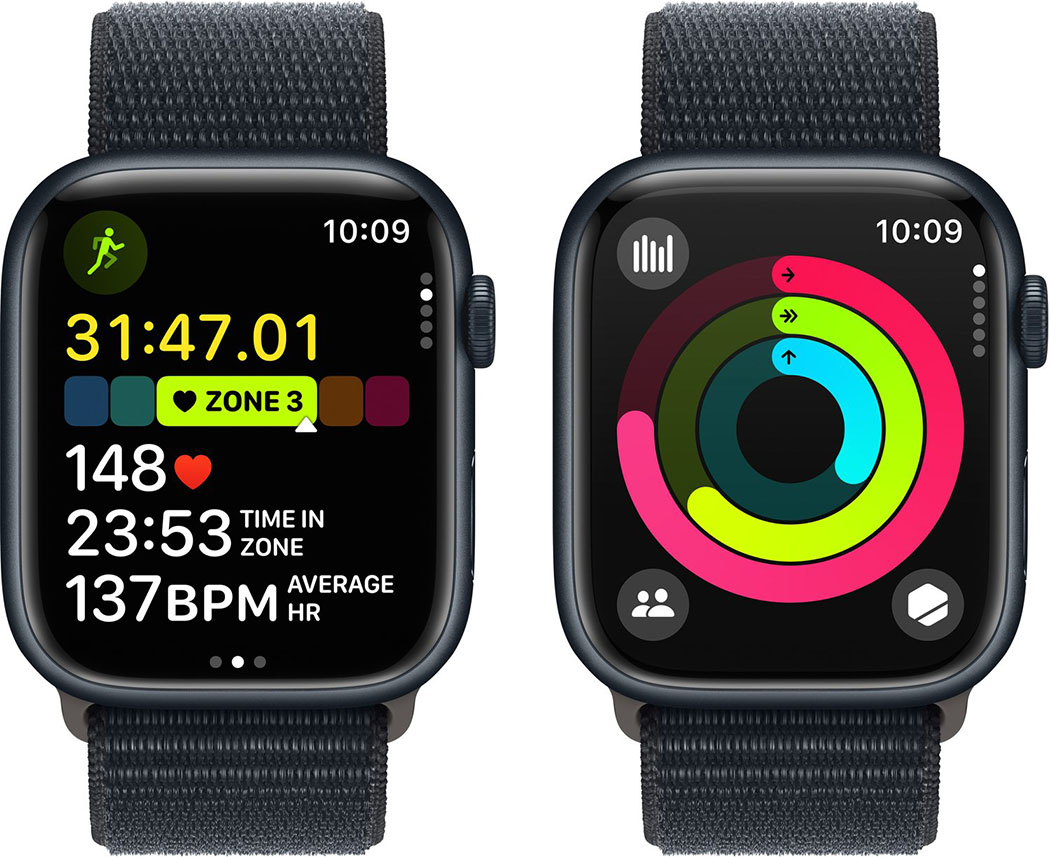 10:09
31:47.01
ZONE 3
148
23:53 TIME IN
ZONE
137BPM AVERAGE
HR
10:09